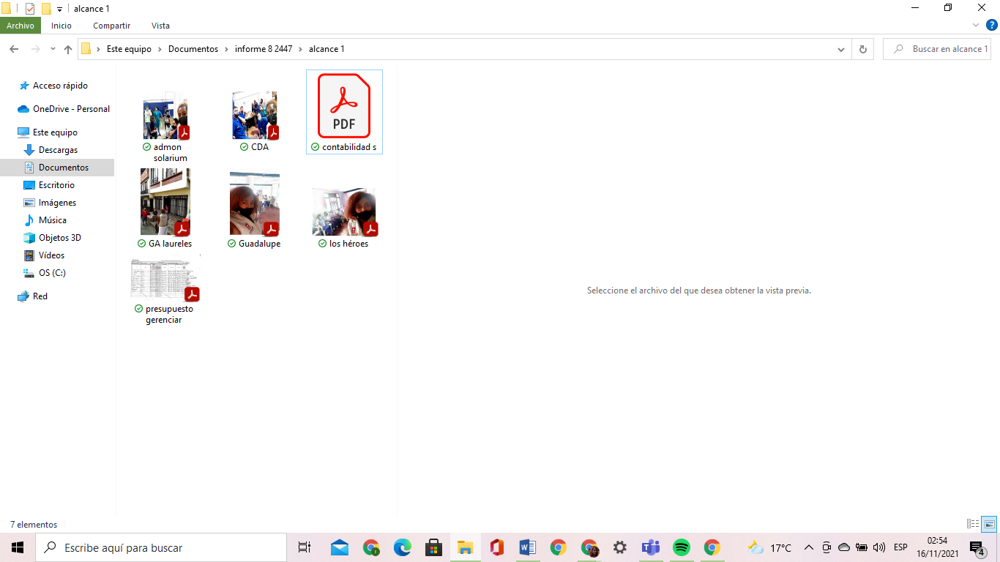 alcance 1
Archivo
Inicio
Compartir
Vista
Este equipo
Documentos
informe 8 2447
alcance 1
Buscar en alcance 1
Acceso rápido
OneDrive - Personal
Este equipo
Descargas
Documentos
Escritorio
Imágenes
Música
Objetos 3D
Vídeos
OS (C:)
Red
admon
solarium
CDA
PDF
contabilidad s
GA laureles
Guadalupe
los héroes
presupuesto
gerenciar
Seleccione el archivo del que desea obtener la vista previa.
7 elementos
Escribe aquí para buscar
17°C
ESP
02:54
16/11/2021
4